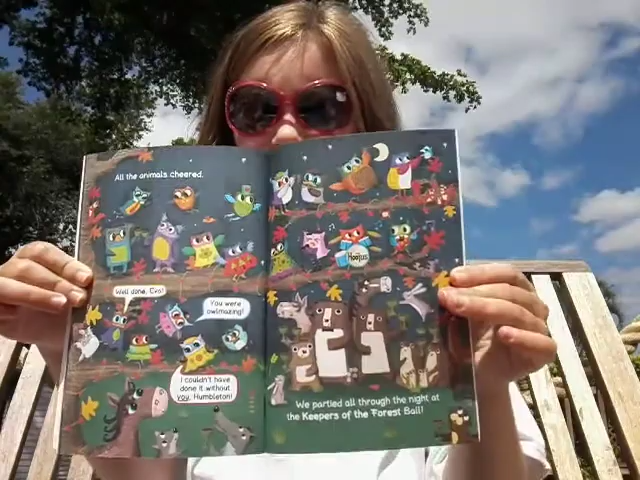 All the animals cheered.
Hootus
Well done, Evo!
You were
owlmazing!
I couldn't have
done it without
you, Humbleton!
We partied all through the night at
the Keepers of the Forest Ball!